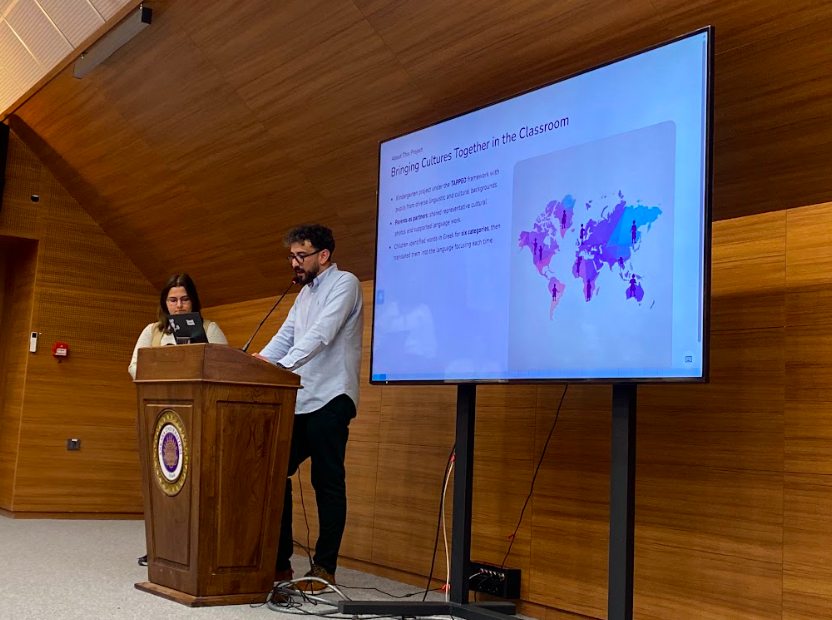 About This Project
Bringing Cultures Together in the Classroom
Kindergarten project under the TAPPED framework with
pupils from diverse linguistic and cultural backgrounds
Parents as partners: shared representative cultural
photos and supported language work.
Children identified words in Greek for six categories, then
translated them into the language focusing each time.